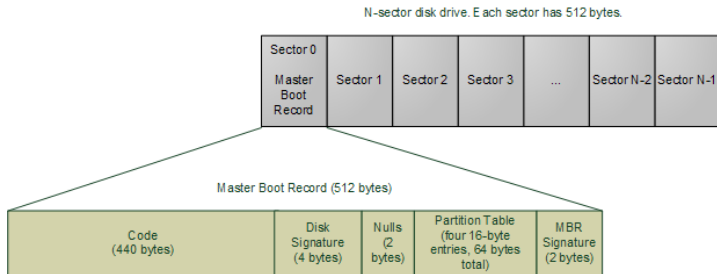 N-sector disk drive. Each sector has 512 bytes.
Sector 0
Master
Boot
Record
Sector 1
Sector 2
Sector 3
...
Sector N-2
Sector N-1
Master Boot Record (512 bytes)
Code
(440 bytes)
Disk
Signature
(4 bytes)
Nulls
(2
bytes)
Partition Table
(four 16-byte
entries, 64 bytes
total)
MBR
Signature
(2 bytes)